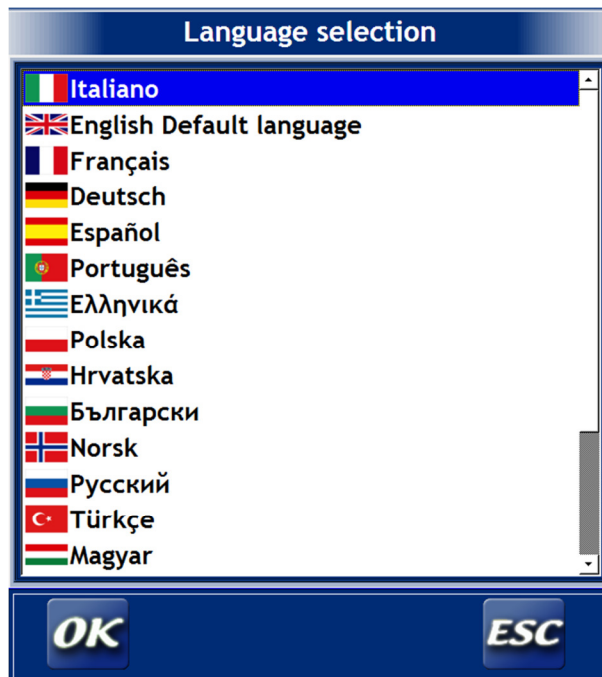 Language selection
Italiano
English Default language
Français
Deutsch
Español
Português
Ελληνικά
Polska
Hrvatska
Български
Norsk
Русский
Türkçe
Magyar
OK
ESC